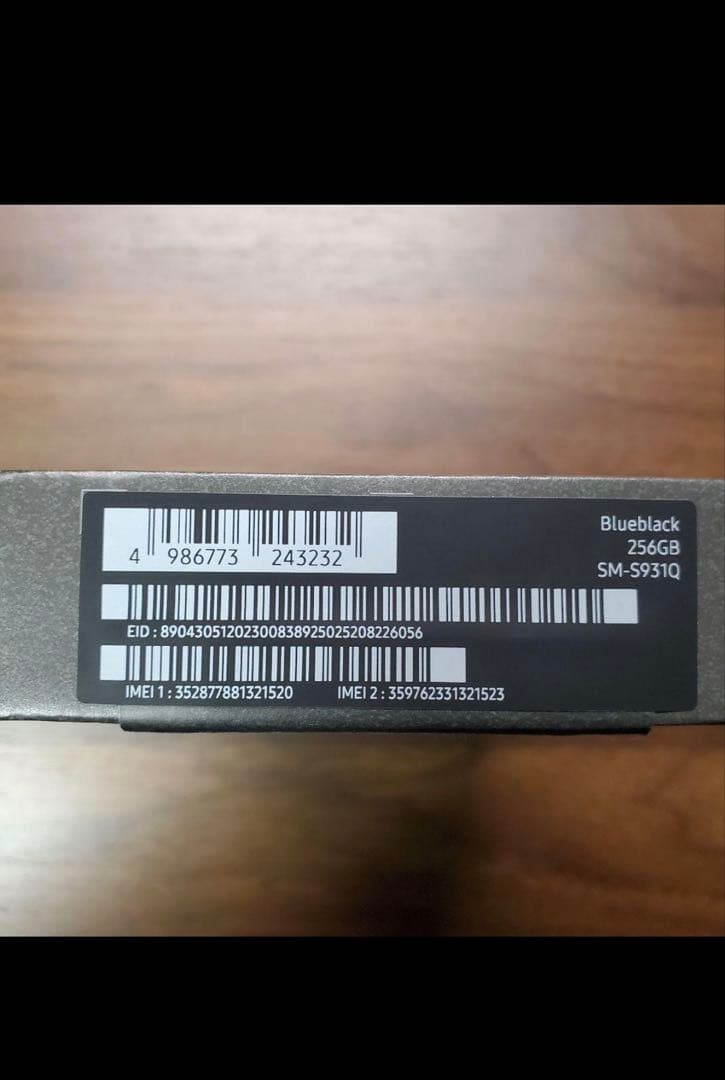 Blueblack
256GB
SM-S931Q
4 986773 243232
EID : 89043051202300838925025208226056
IMEI 1 : 352877881321520 IMEI 2 : 359762331321523